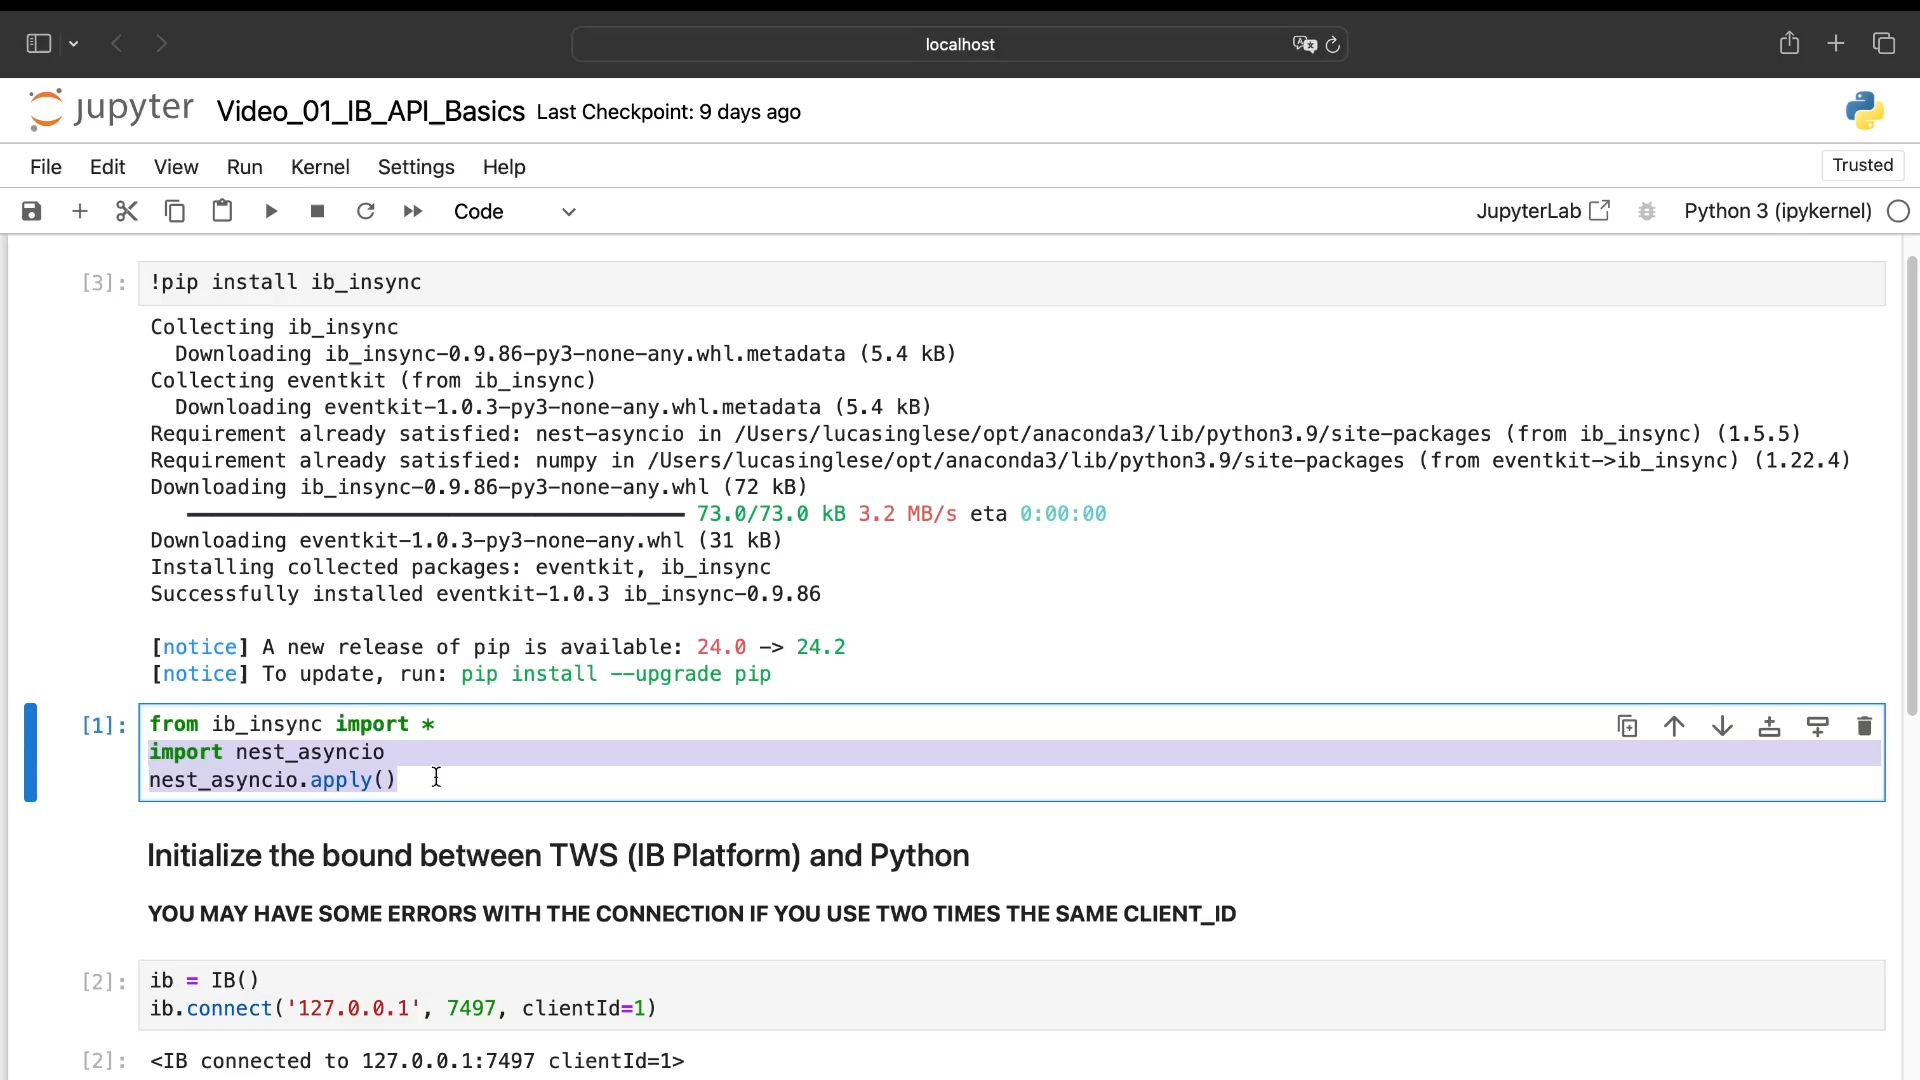 localhost
jupyter Video_01_IB_API_Basics Last Checkpoint: 9 days ago
File Edit View Run Kernel Settings Help Trusted
Code JupyterLab Python 3 (ipykernel)
[3]: !pip install ib_insync
Collecting ib_insync
  Downloading ib_insync-0.9.86-py3-none-any.whl.metadata (5.4 kB)
Collecting eventkit (from ib_insync)
  Downloading eventkit-1.0.3-py3-none-any.whl.metadata (5.4 kB)
Requirement already satisfied: nest-asyncio in /Users/lucasinglese/opt/anaconda3/lib/python3.9/site-packages (from ib_insync) (1.5.5)
Requirement already satisfied: numpy in /Users/lucasinglese/opt/anaconda3/lib/python3.9/site-packages (from eventkit->ib_insync) (1.22.4)
Downloading ib_insync-0.9.86-py3-none-any.whl (72 kB)
73.0/73.0 kB 3.2 MB/s eta 0:00:00
Downloading eventkit-1.0.3-py3-none-any.whl (31 kB)
Installing collected packages: eventkit, ib_insync
Successfully installed eventkit-1.0.3 ib_insync-0.9.86
[notice] A new release of pip is available: 24.0 -> 24.2
[notice] To update, run: pip install --upgrade pip
[1]: from ib_insync import *
import nest_asyncio
nest_asyncio.apply()
Initialize the bound between TWS (IB Platform) and Python
YOU MAY HAVE SOME ERRORS WITH THE CONNECTION IF YOU USE TWO TIMES THE SAME CLIENT_ID
[2]: ib = IB()
ib.connect('127.0.0.1', 7497, clientId=1)
[2]: <IB connected to 127.0.0.1:7497 clientId=1>